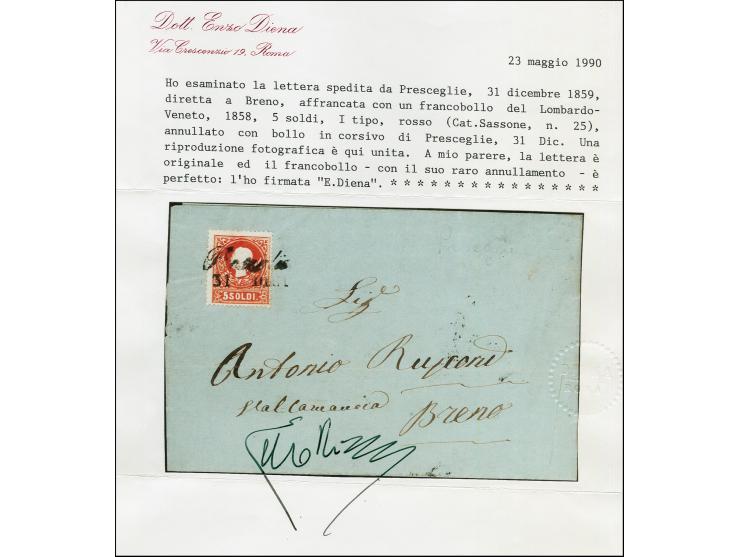 Dott. Enzo Diena
Via Crescenzio 19, Roma
23 maggio 1990
Ho esaminato la lettera spedita da Presceglie, 31 dicembre 1859,
diretta a Breno, affrancata con un francobollo del Lombardo-
Veneto, 1858, 5 soldi, I tipo, rosso (Cat.Sassone, n. 25),
annullato con bollo in corsivo di Presceglie, 31 Dic. Una
riproduzione fotografica è qui unita. A mio parere, la lettera è
originale ed il francobollo - con il suo raro annullamento - è
perfetto: l'ho firmata "E.Diena". * * * * * * * * * * * * * * * *
31
5 SOLDI
Sig.e
Antonio
Breno